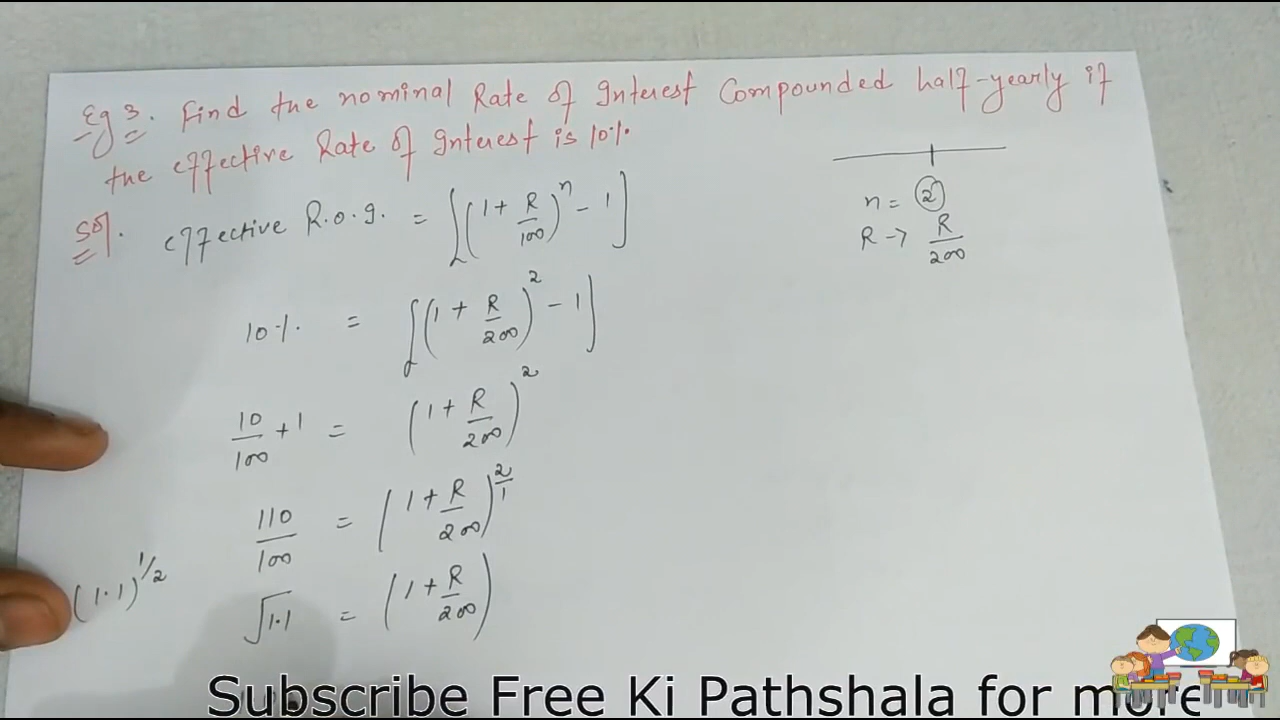 Eg 3. Find the nominal Rate of Interest Compounded half-yearly if
the effective Rate of Interest is 10%.
Sol. effective R.o.I. = [(1 + R/100)^n - 1]
n = 2
R → R/200
10% = [(1 + R/200)^2 - 1]
10/100 + 1 = (1 + R/200)^2
110/100 = (1 + R/200)^2/1
(1.1)^1/2
√1.1 = (1 + R/200)
Subscribe Free Ki Pathshala for more